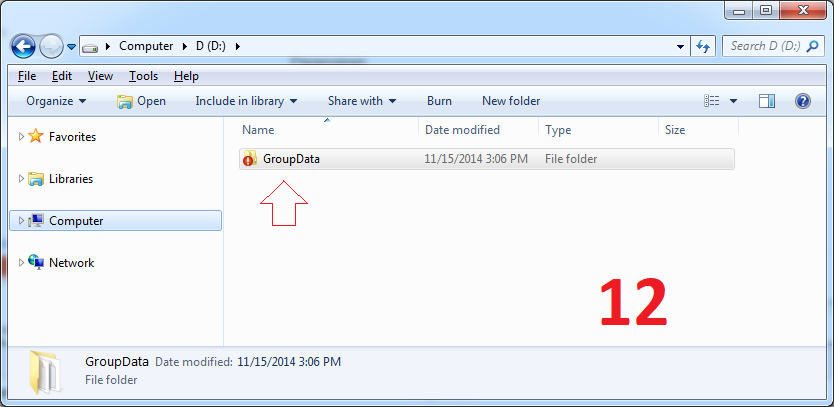 Computer D (D:) Search D (D:)
File Edit View Tools Help
Organize Open Include in library Share with Burn New folder
Name Date modified Type Size
Favorites
GroupData 11/15/2014 3:06 PM File folder
Libraries
Computer
Network
12
GroupData Date modified: 11/15/2014 3:06 PM
File folder